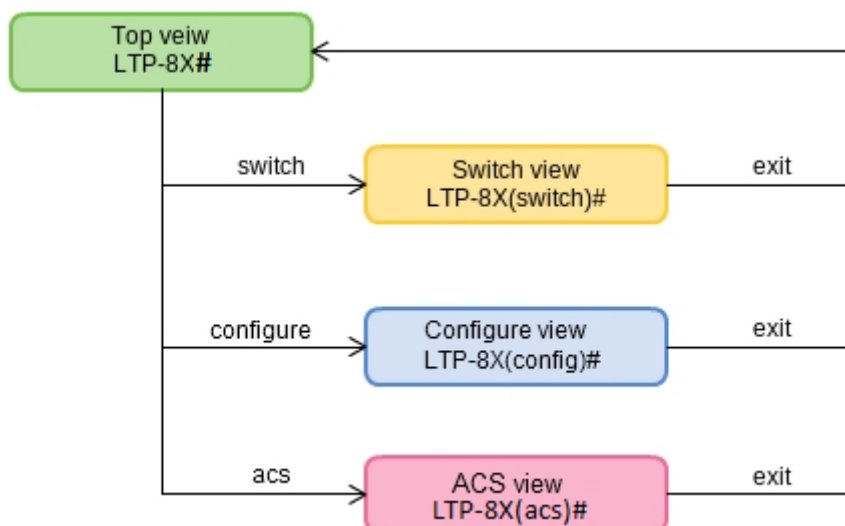 Top veiw
LTP-8X#
switch
Switch view
LTP-8X(switch)#
exit
configure
Configure view
LTP-8X(config)#
exit
acs
ACS view
LTP-8X(acs)#
exit